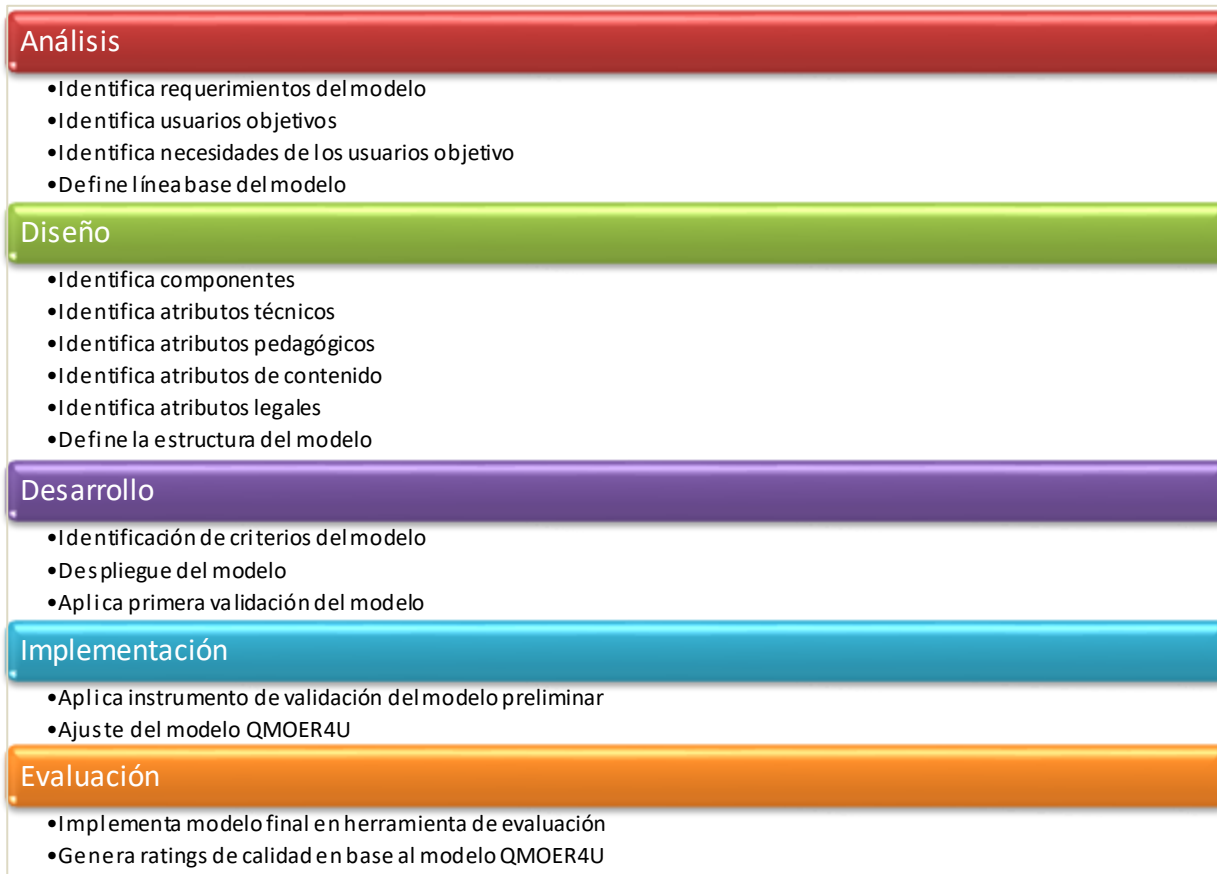 Análisis
•Identifica requerimientos del modelo
•Identifica usuarios objetivos
•Identifica necesidades de los usuarios objetivo
•Define línea base del modelo
Diseño
•Identifica componentes
•Identifica atributos técnicos
•Identifica atributos pedagógicos
•Identifica atributos de contenido
•Identifica atributos legales
•Define la estructura del modelo
Desarrollo
•Identificación de criterios del modelo
•Despliegue del modelo
•Aplica primera validación del modelo
Implementación
•Aplica instrumento de validación del modelo preliminar
•Ajuste del modelo QMOER4U
Evaluación
•Implementa modelo final en herramienta de evaluación
•Genera ratings de calidad en base al modelo QMOER4U